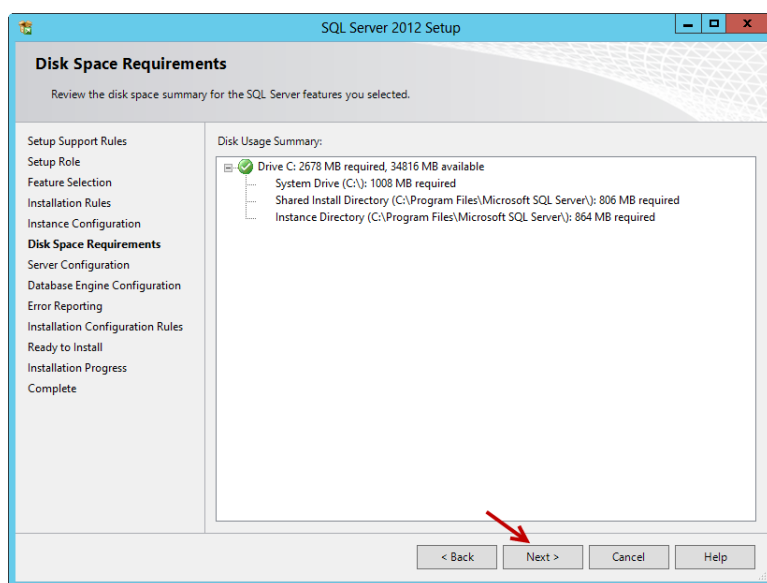 SQL Server 2012 Setup
Disk Space Requirements
Review the disk space summary for the SQL Server features you selected.
Setup Support Rules
Setup Role
Feature Selection
Installation Rules
Instance Configuration
Disk Space Requirements
Server Configuration
Database Engine Configuration
Error Reporting
Installation Configuration Rules
Ready to Install
Installation Progress
Complete
Disk Usage Summary:
Drive C: 2678 MB required, 34816 MB available
System Drive (C:\): 1008 MB required
Shared Install Directory (C:\Program Files\Microsoft SQL Server\): 806 MB required
Instance Directory (C:\Program Files\Microsoft SQL Server\): 864 MB required
< Back Next > Cancel Help